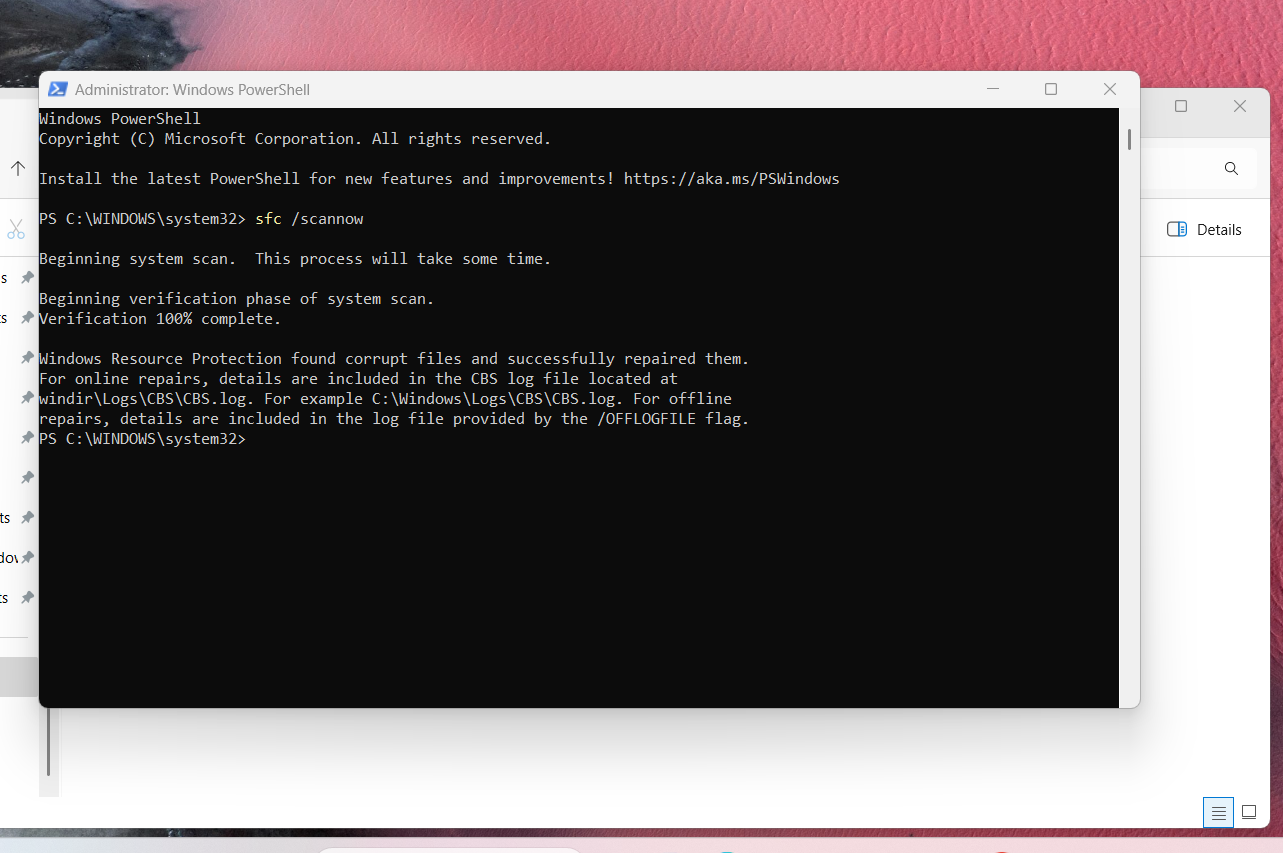 Administrator: Windows PowerShell
Windows PowerShell
Copyright (C) Microsoft Corporation. All rights reserved.
Install the latest PowerShell for new features and improvements! https://aka.ms/PSWindows
PS C:\WINDOWS\system32> sfc /scannow
Beginning system scan.  This process will take some time.
Beginning verification phase of system scan.
Verification 100% complete.
Windows Resource Protection found corrupt files and successfully repaired them.
For online repairs, details are included in the CBS log file located at
windir\Logs\CBS\CBS.log. For example C:\Windows\Logs\CBS\CBS.log. For offline
repairs, details are included in the log file provided by the /OFFLOGFILE flag.
PS C:\WINDOWS\system32>
Details